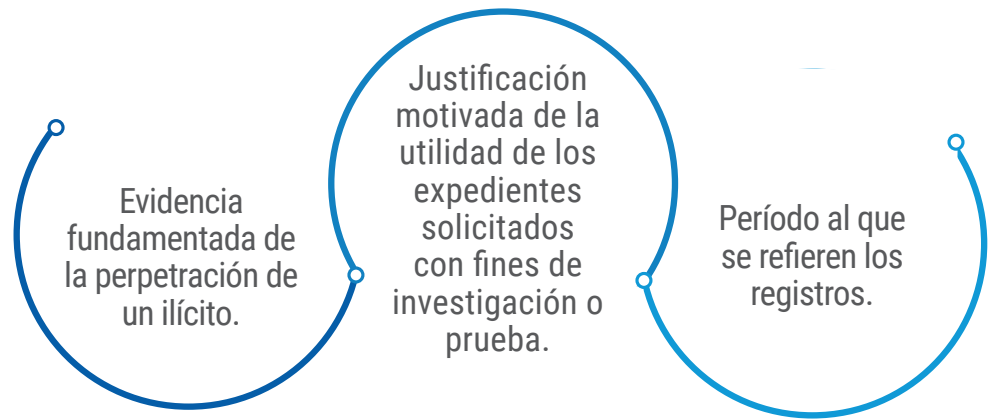 Evidencia
fundamentada de
la perpetración de
un ilícito.
Justificación
motivada de la
utilidad de los
expedientes
solicitados
con fines de
investigación o
prueba.
Período al que
se refieren los
registros.